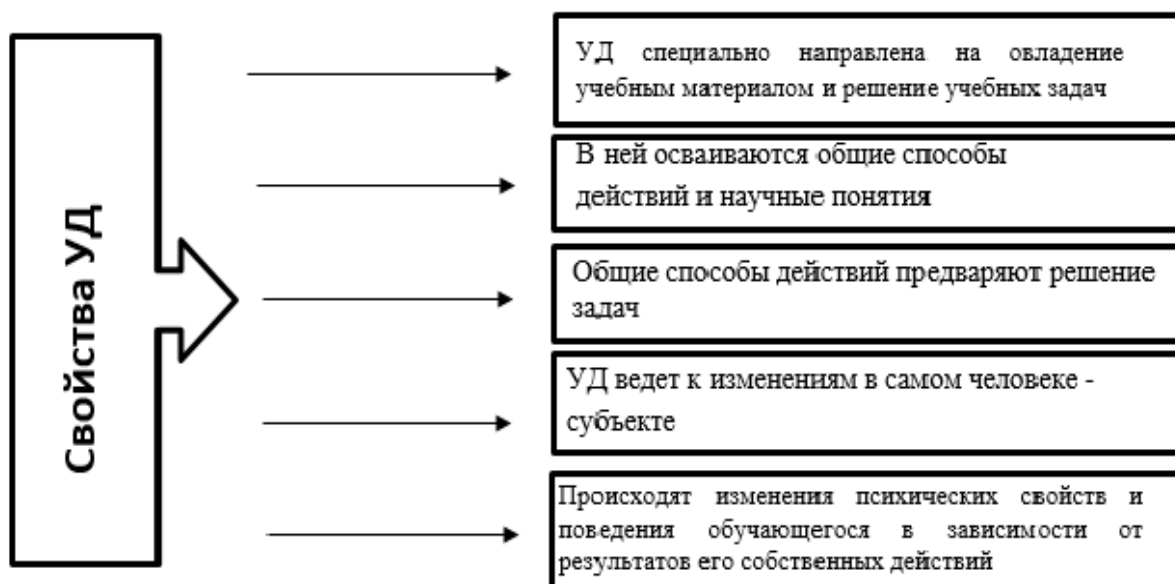 Свойства УД
УД специально направлена на овладение
учебным материалом и решение учебных задач
В ней осваиваются общие способы
действий и научные понятия
Общие способы действий предваряют решение
задач
УД ведет к изменениям в самом человеке -
субъекте
Происходят изменения психических свойств и
поведения обучающегося в зависимости от
результатов его собственных действий